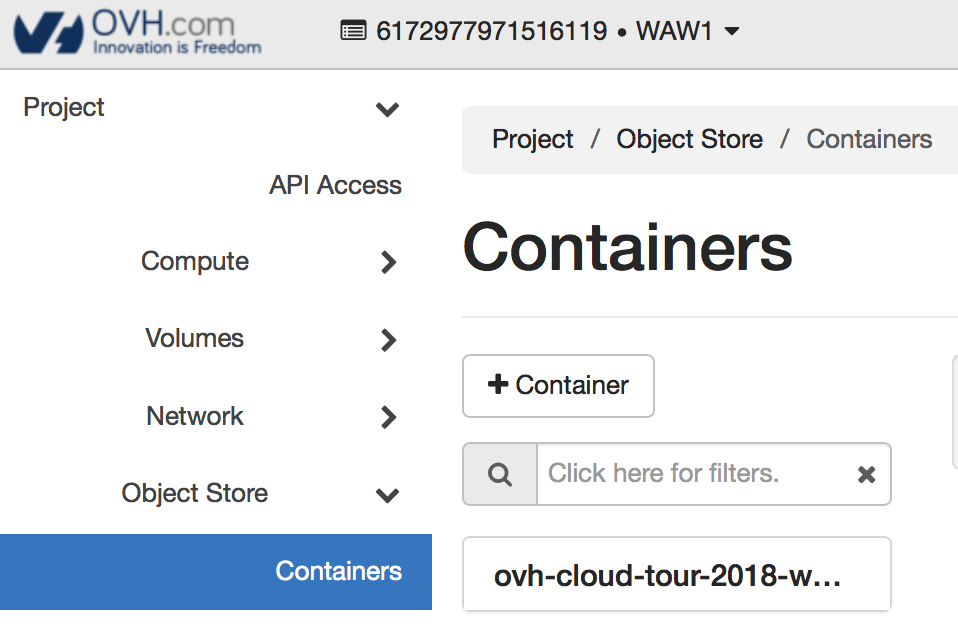 OVH.com
Innovation is Freedom
6172977971516119 • WAW1
Project
API Access
Compute
Volumes
Network
Object Store
Containers
Project / Object Store / Containers
Containers
+ Container
Click here for filters.
ovh-cloud-tour-2018-w...